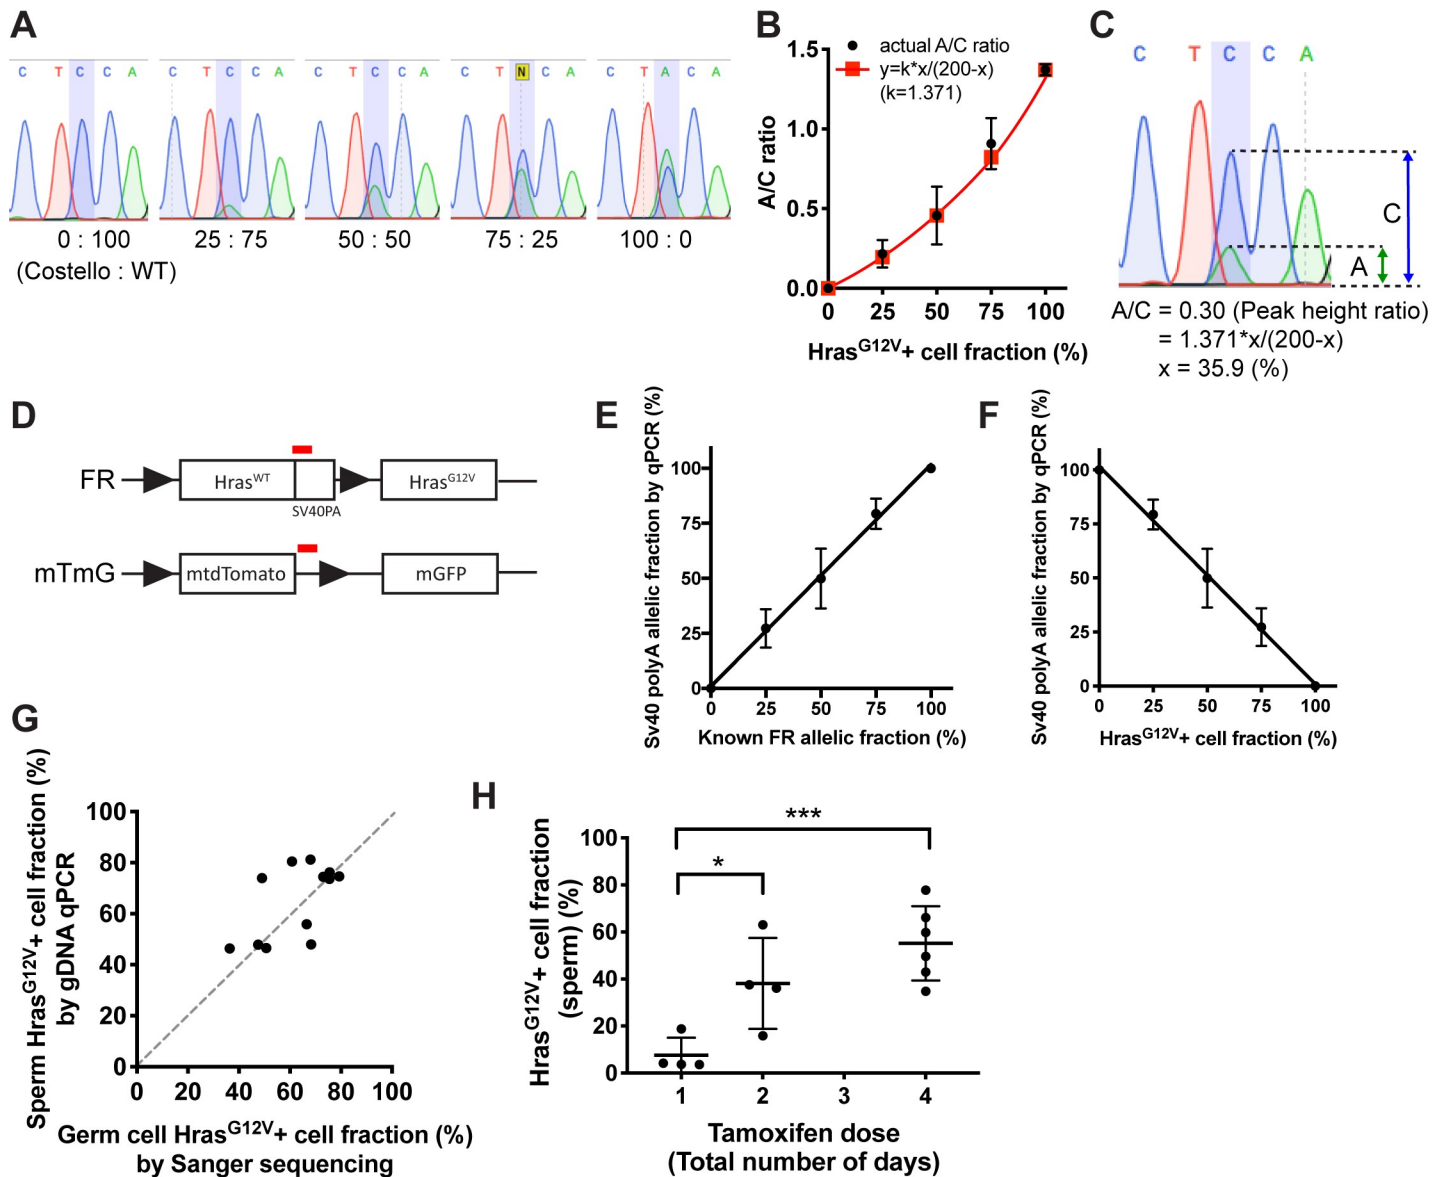 A
C T C C A
C T C C A
C T C C A
C T N C A
C T A C A
0 : 100
25 : 75
50 : 50
75 : 25
100 : 0
(Costello : WT)
B
actual A/C ratio
y=k*x/(200-x)
(k=1.371)
A/C ratio
1.5
1.0
0.5
0.0
0 25 50 75 100
HrasG12V+ cell fraction (%)
C
C T C C A
C
A
A/C = 0.30 (Peak height ratio)
= 1.371*x/(200-x)
x = 35.9 (%)
D
FR
HrasWT
HrasG12V
SV40PA
mTmG
mtdTomato
mGFP
E
Sv40 polyA allelic fraction by qPCR (%)
100
75
50
25
0
0 25 50 75 100
Known FR allelic fraction (%)
F
Sv40 polyA allelic fraction by qPCR (%)
100
75
50
25
0
0 25 50 75 100
HrasG12V+ cell fraction (%)
G
Sperm HrasG12V+ cell fraction (%)
by gDNA qPCR
100
80
60
40
20
0
0 20 40 60 80 100
Germ cell HrasG12V+ cell fraction (%)
by Sanger sequencing
H
HrasG12V+ cell fraction
(sperm) (%)
100
80
60
40
20
0
***
*
1 2 3 4
Tamoxifen dose
(Total number of days)